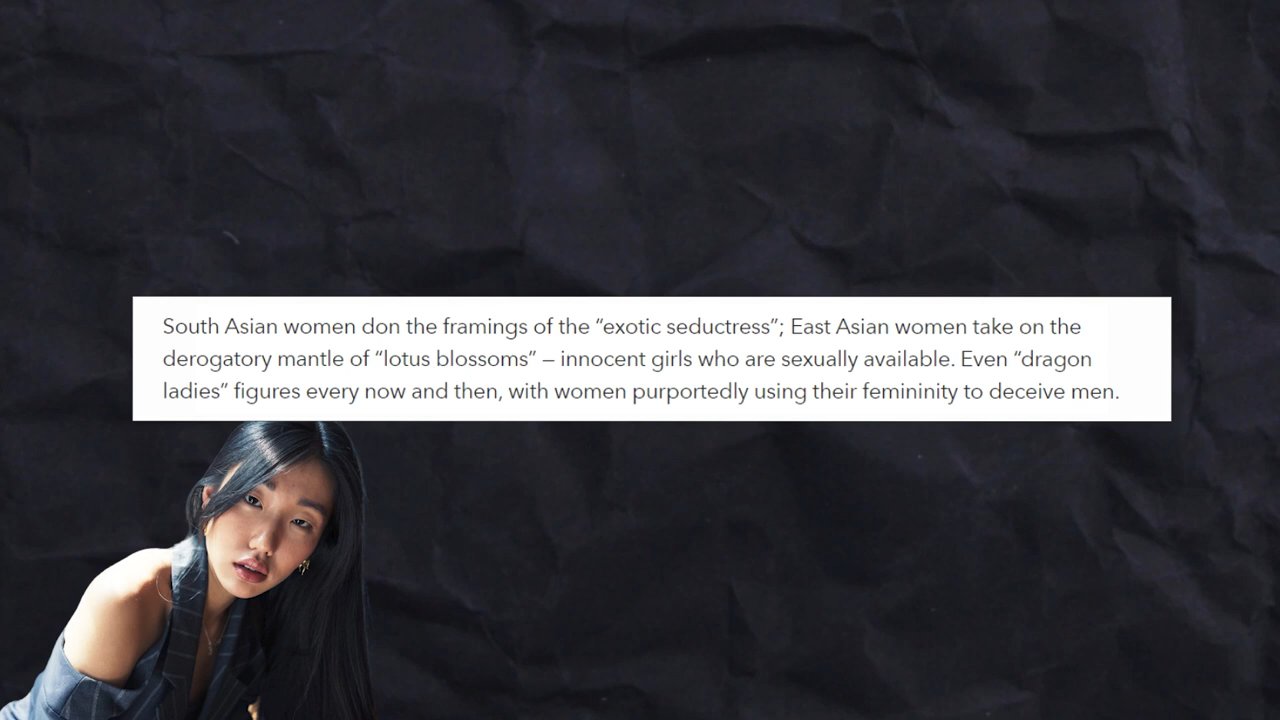 South Asian women don the framings of the “exotic seductress”; East Asian women take on the
derogatory mantle of “lotus blossoms” – innocent girls who are sexually available. Even “dragon
ladies” figures every now and then, with women purportedly using their femininity to deceive men.